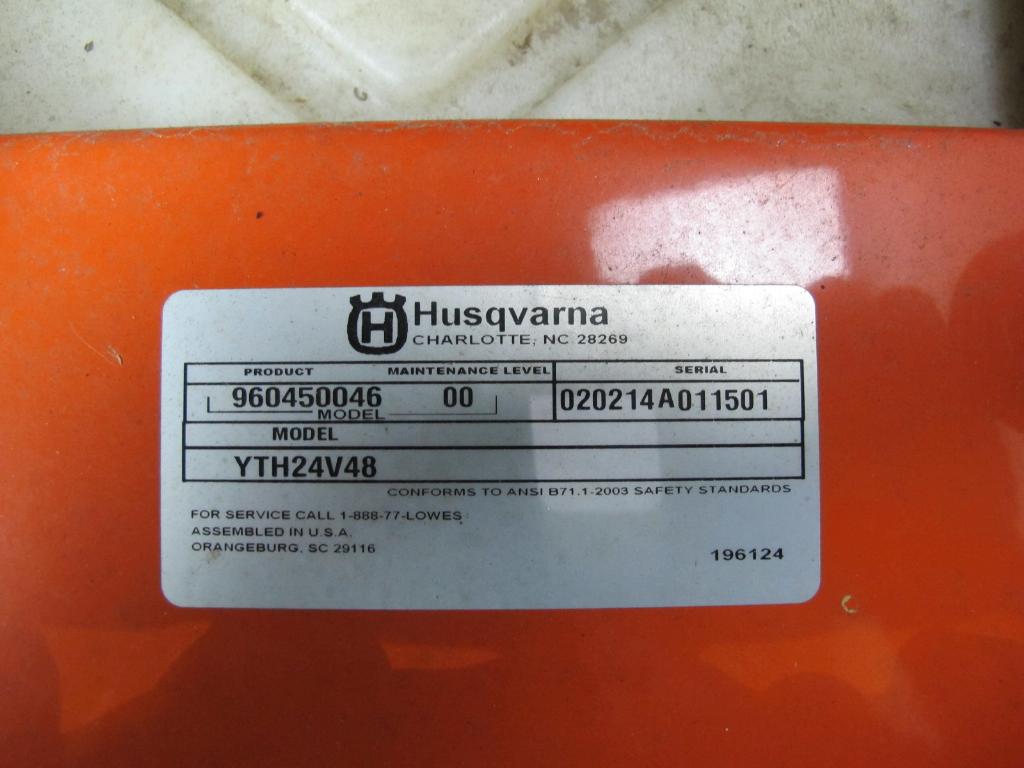 H Husqvarna
CHARLOTTE, NC 28269
PRODUCT MAINTENANCE LEVEL SERIAL
960450046 00 020214A011501
MODEL
MODEL
YTH24V48
CONFORMS TO ANSI B71.1-2003 SAFETY STANDARDS
FOR SERVICE CALL 1-888-77-LOWES
ASSEMBLED IN U.S.A.
ORANGEBURG, SC 29116
196124